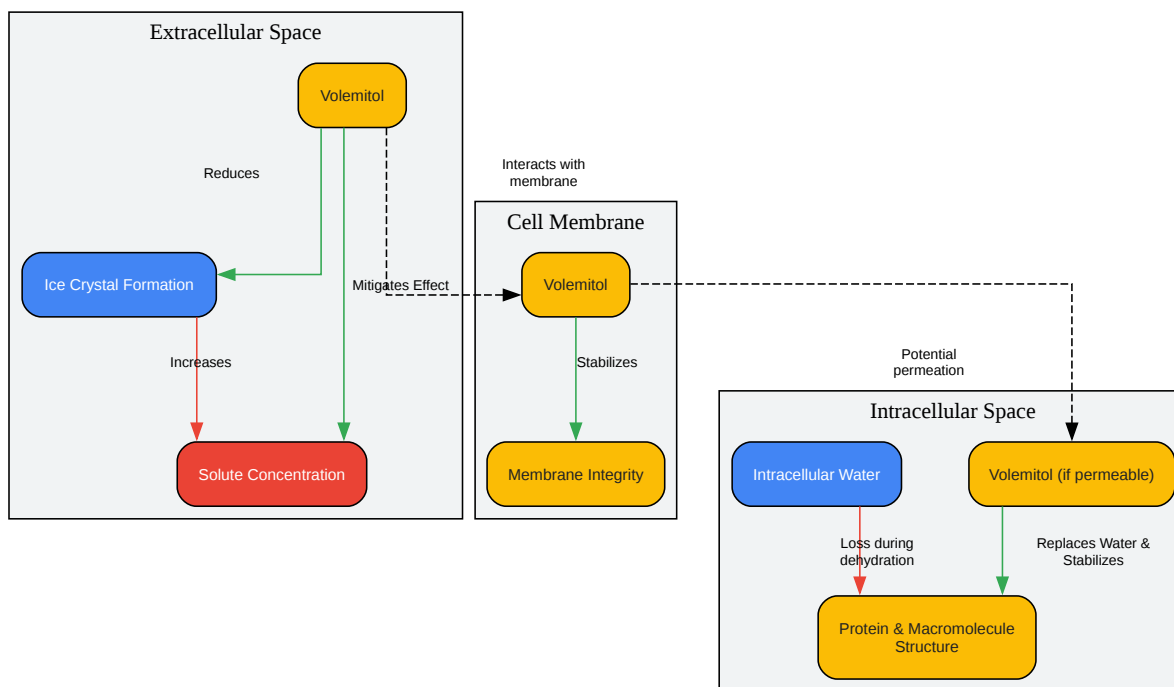 Extracellular Space
Volemitol
Reduces
Ice Crystal Formation
Mitigates Effect
Increases
Solute Concentration
Interacts with
membrane
Cell Membrane
Volemitol
Stabilizes
Membrane Integrity
Potential
permeation
Intracellular Space
Intracellular Water
Volemitol (if permeable)
Loss during
dehydration
Replaces Water &
Stabilizes
Protein & Macromolecule
Structure